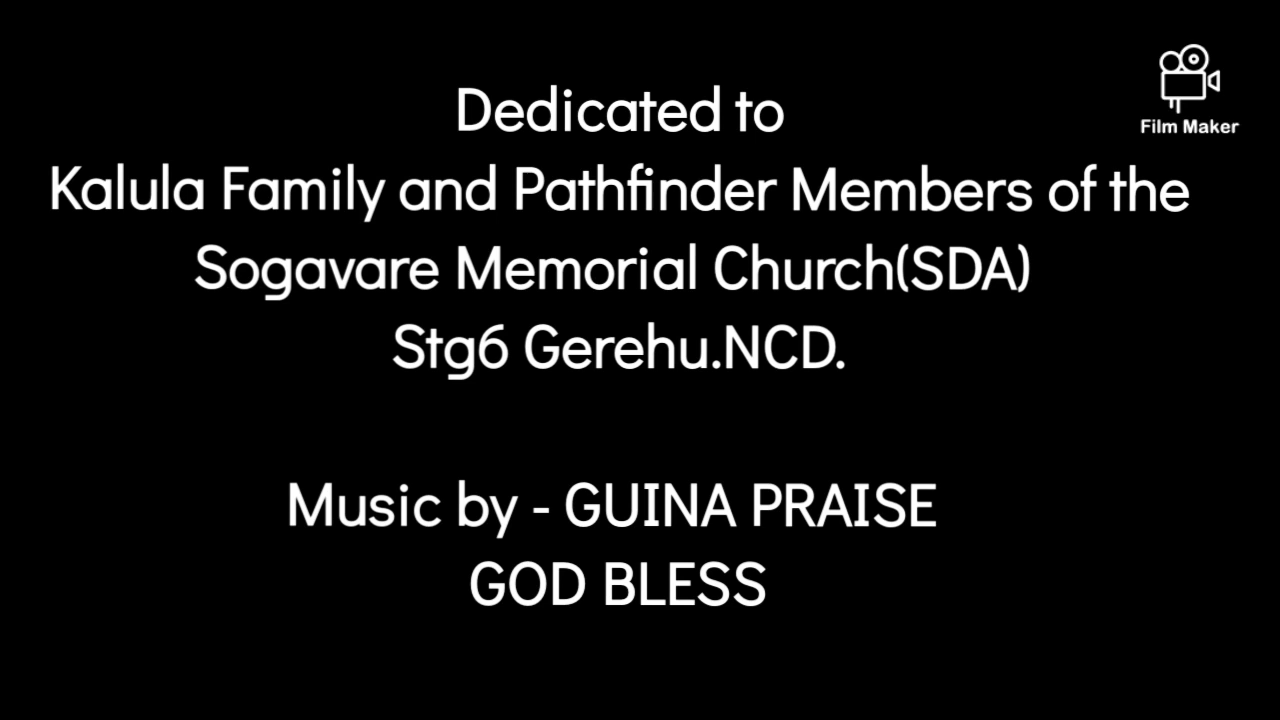 Film Maker
Dedicated to
Kalula Family and Pathfinder Members of the
Sogavare Memorial Church(SDA)
Stg6 Gerehu.NCD.
Music by - GUINA PRAISE
GOD BLESS